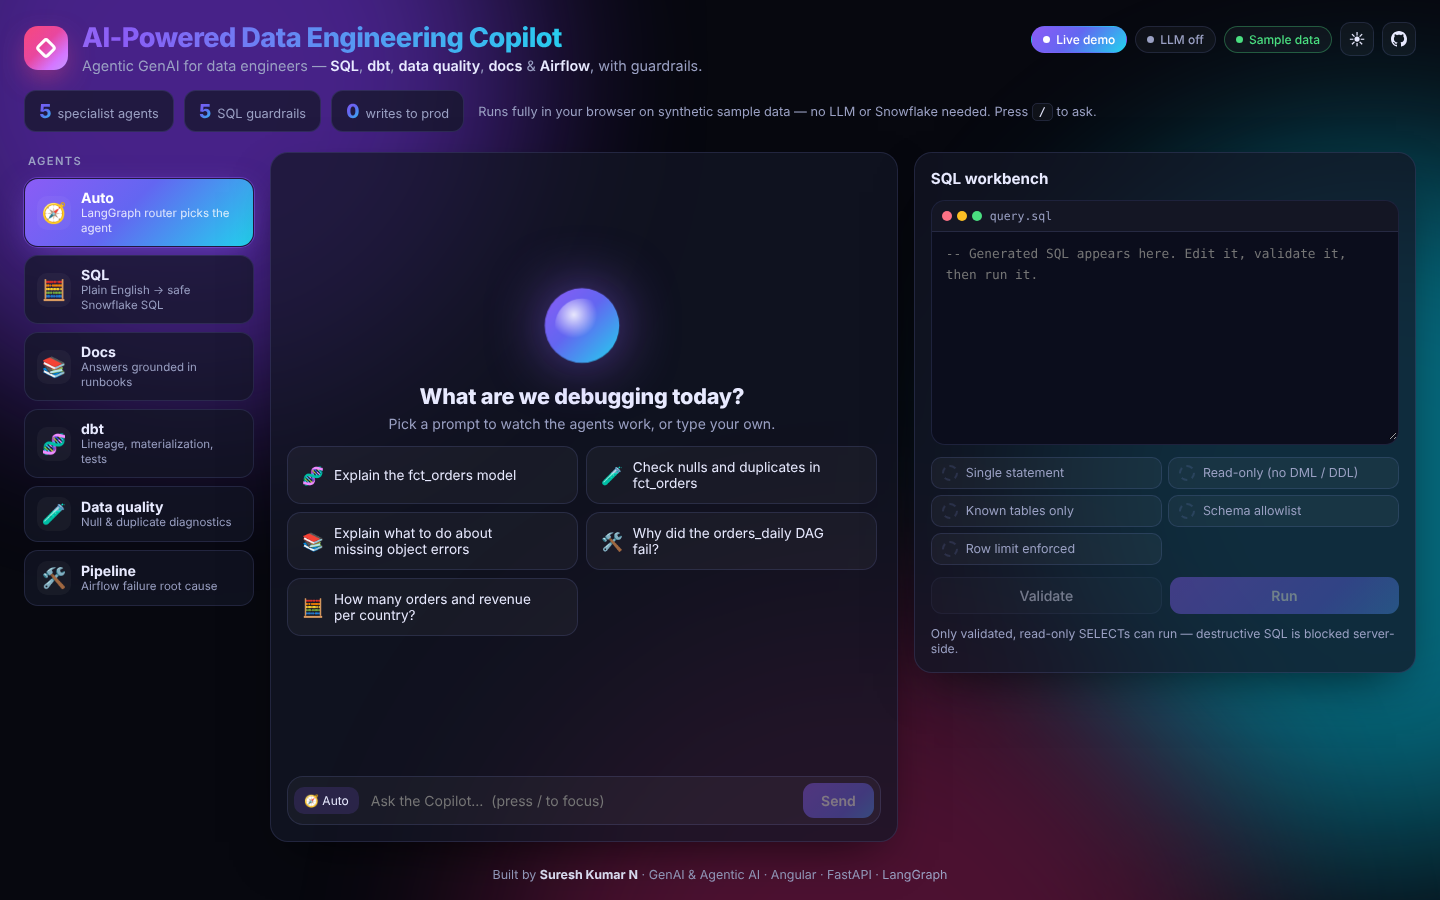 AI-Powered Data Engineering Copilot
Agentic GenAI for data engineers — SQL, dbt, data quality, docs & Airflow, with guardrails.
Live demo
LLM off
Sample data
5 specialist agents
5 SQL guardrails
0 writes to prod
Runs fully in your browser on synthetic sample data — no LLM or Snowflake needed. Press / to ask.
AGENTS
Auto
LangGraph router picks the
agent
SQL
Plain English → safe
Snowflake SQL
Docs
Answers grounded in
runbooks
dbt
Lineage, materialization,
tests
Data quality
Null & duplicate diagnostics
Pipeline
Airflow failure root cause
What are we debugging today?
Pick a prompt to watch the agents work, or type your own.
Explain the fct_orders model
Check nulls and duplicates in
fct_orders
Explain what to do about
missing object errors
Why did the orders_daily DAG
fail?
How many orders and revenue
per country?
Auto
Ask the Copilot... (press / to focus)
Send
SQL workbench
query.sql
-- Generated SQL appears here. Edit it, validate it,
then run it.
Single statement
Read-only (no DML / DDL)
Known tables only
Schema allowlist
Row limit enforced
Validate
Run
Only validated, read-only SELECTs can run — destructive SQL is blocked server-
side.
Built by Suresh Kumar N · GenAI & Agentic AI · Angular · FastAPI · LangGraph